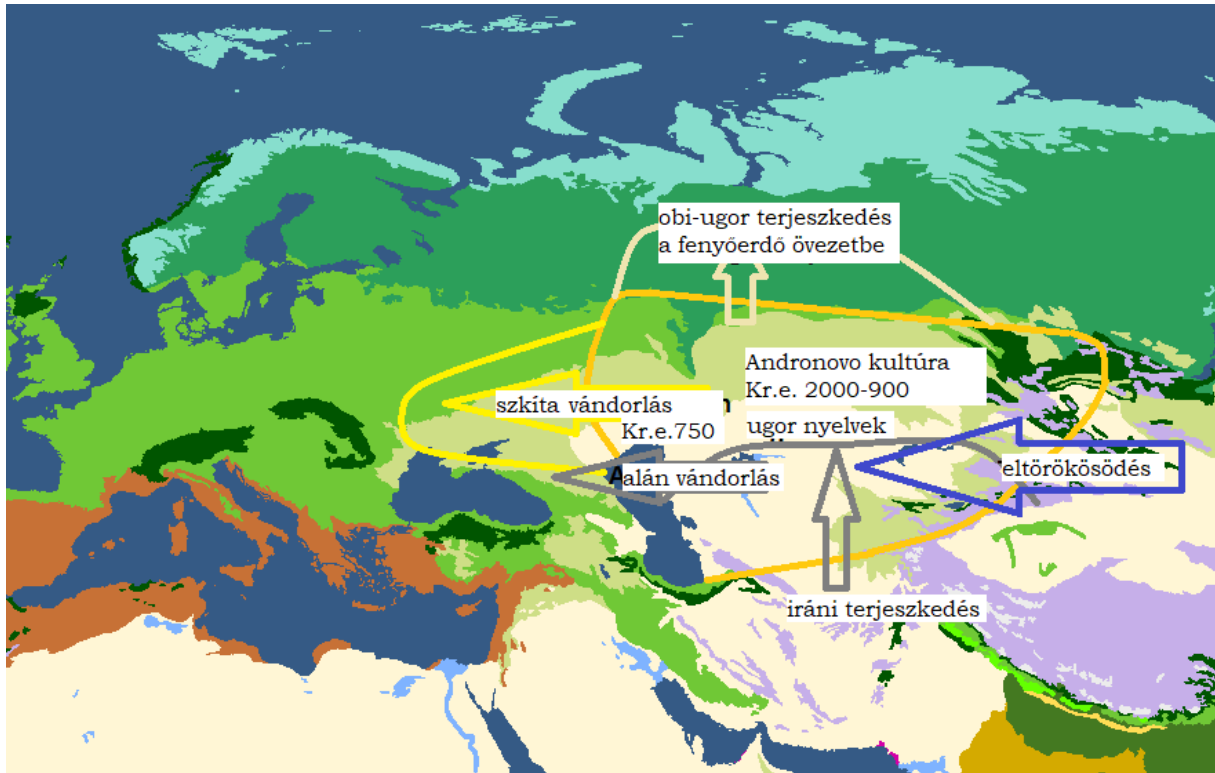 obi-ugor terjeszkedés
a fenyőerdő övezetbe
Andronovo kultúra
Kr.e. 2000-900
szkíta vándorlás
Kr.e.750
ugor nyelvek
alán vándorlás
eltörökösödés
iráni terjeszkedés